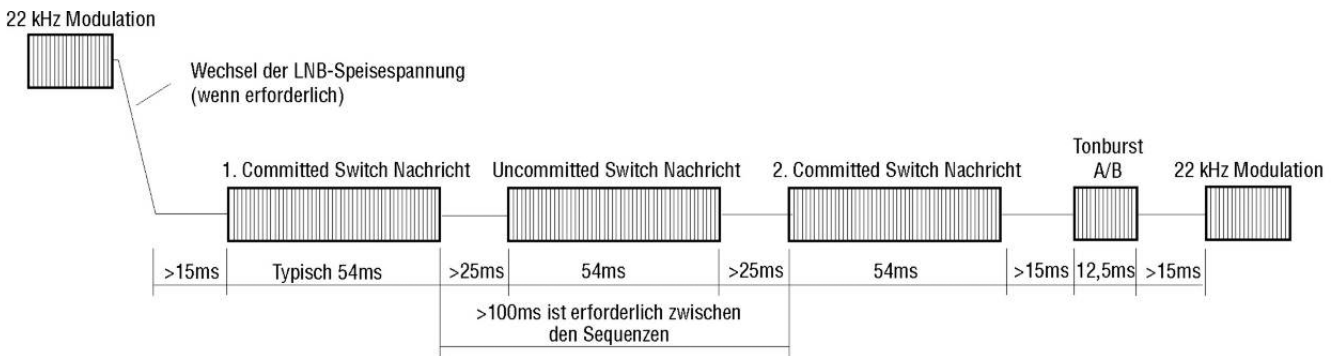 22 kHz Modulation
Wechsel der LNB-Speisespannung
(wenn erforderlich)
1. Committed Switch Nachricht
Uncommitted Switch Nachricht
2. Committed Switch Nachricht
Tonburst
A/B
22 kHz Modulation
>15ms
Typisch 54ms
>25ms
54ms
>25ms
54ms
>15ms
12,5ms
>15ms
>100ms ist erforderlich zwischen
den Sequenzen